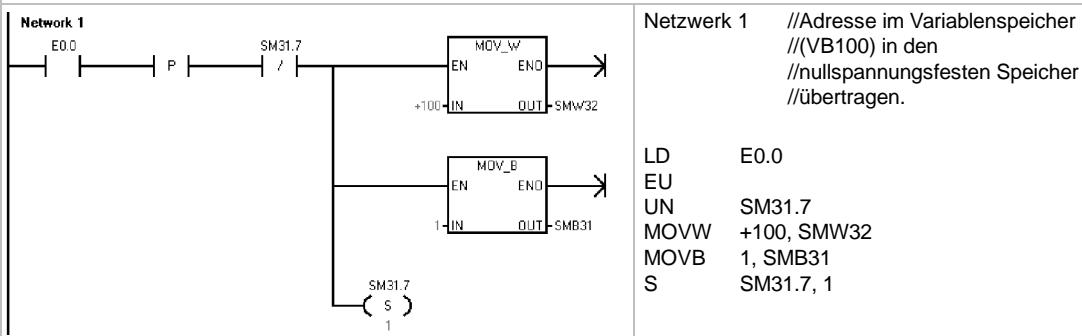 Network 1
E0.0
P
SM31.7
/
MOV_W
EN ENO
+100 IN OUT SMW32
MOV_B
EN ENO
1 IN OUT SMB31
SM31.7
S
1
Netzwerk 1 //Adresse im Variablenspeicher
//(VB100) in den
//nullspannungsfesten Speicher
//übertragen.
LD E0.0
EU
UN SM31.7
MOVW +100, SMW32
MOVB 1, SMB31
S SM31.7, 1